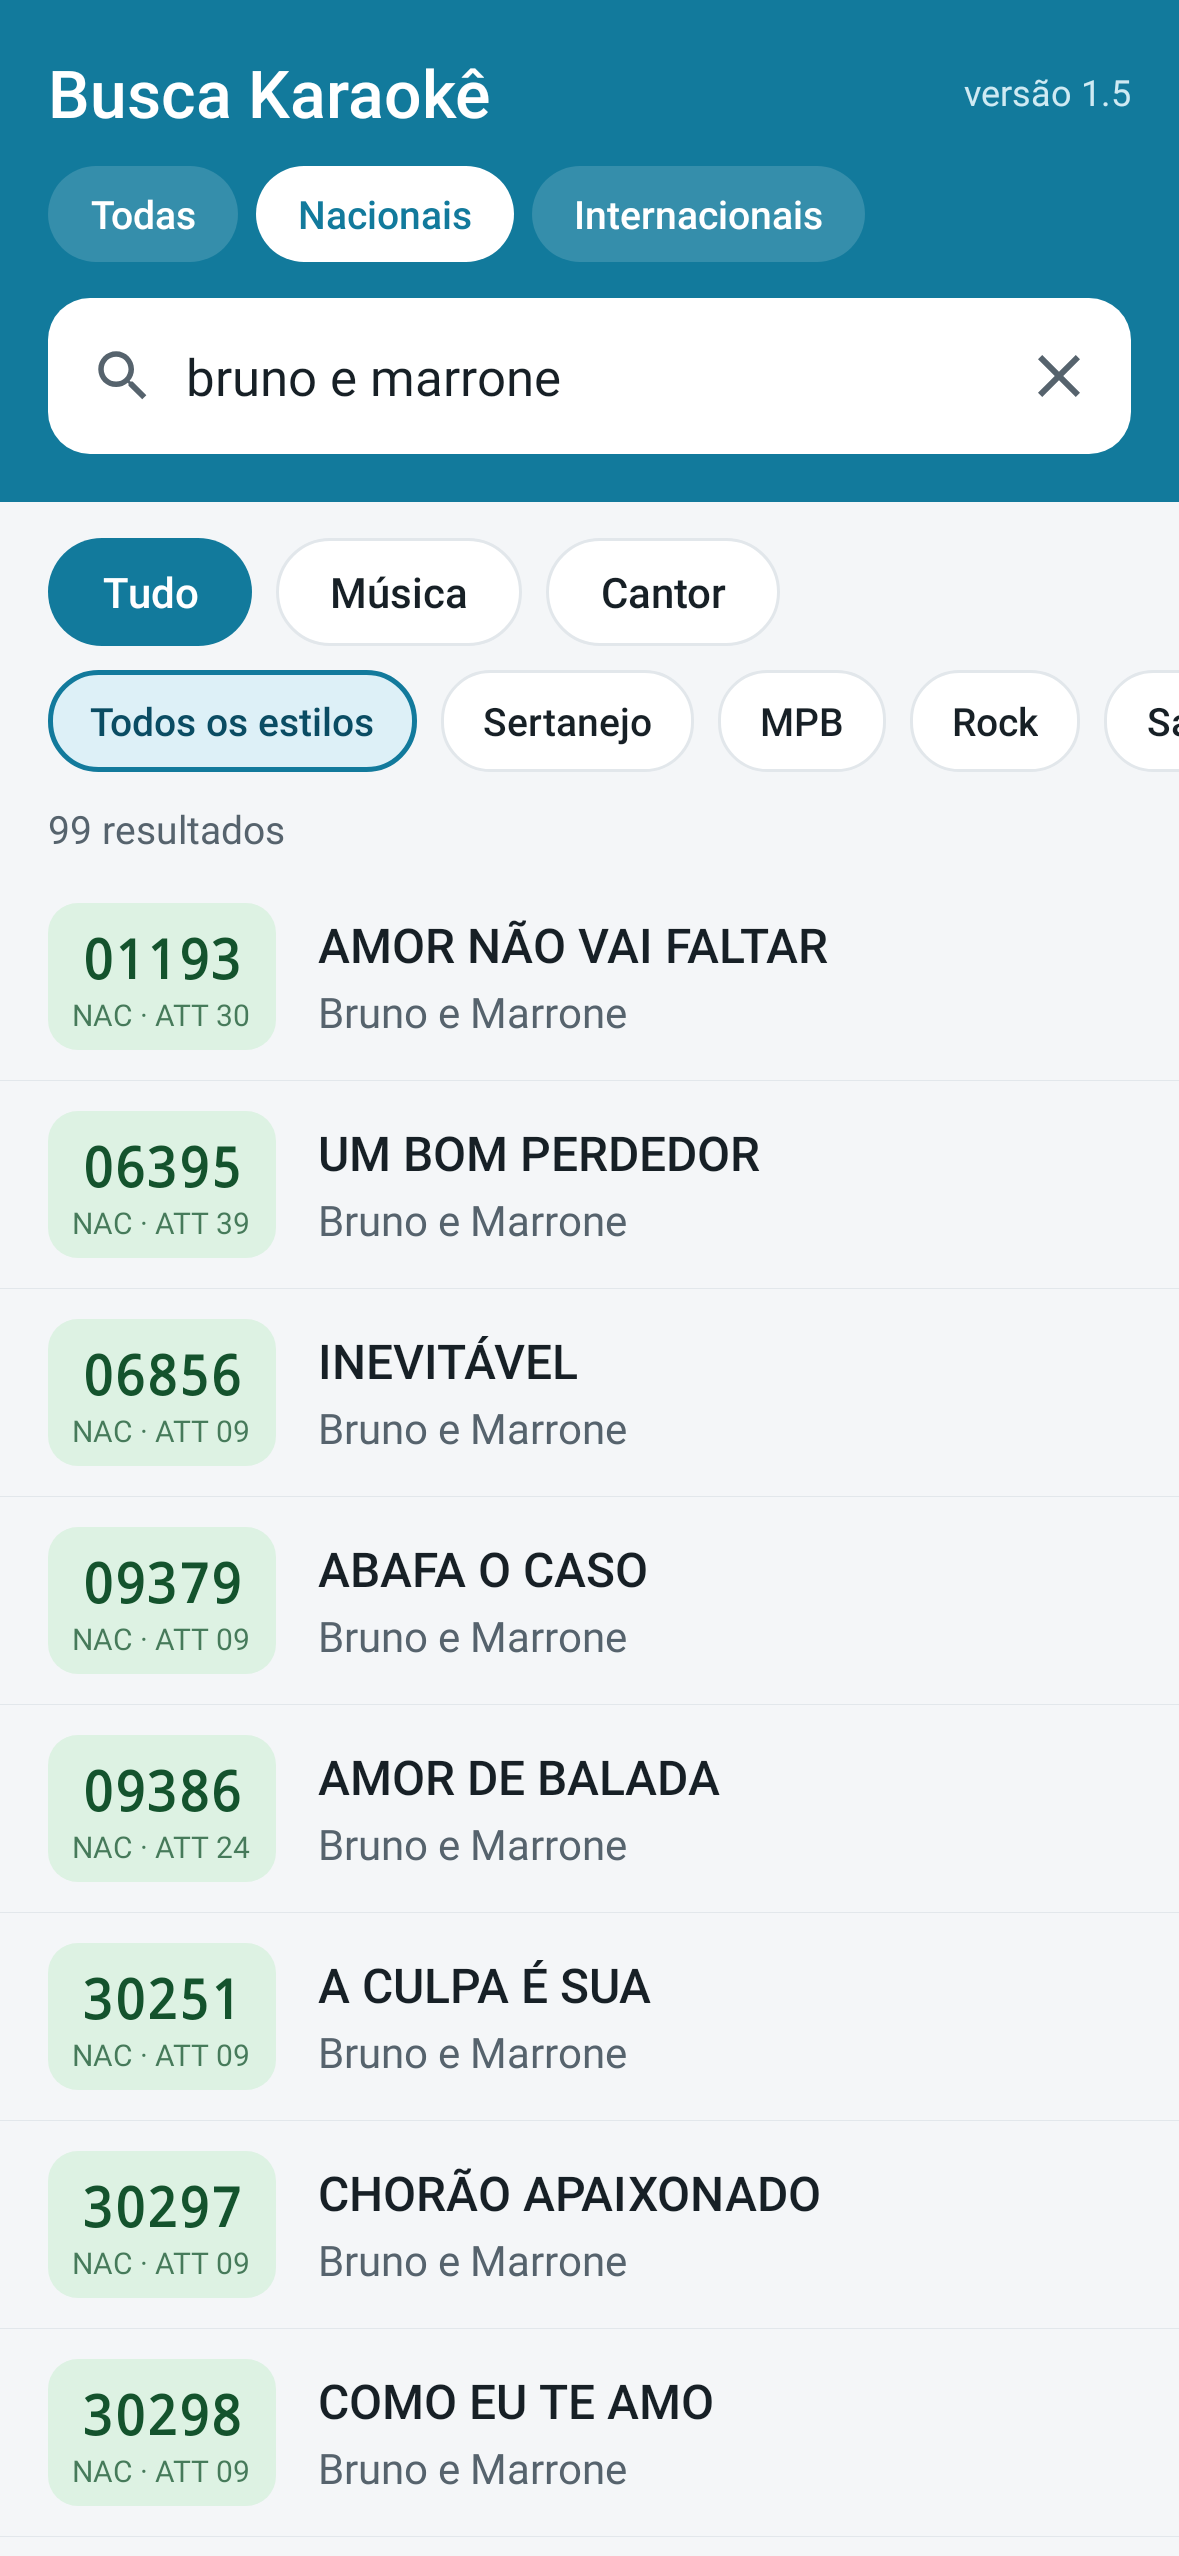 Busca Karaokê
versão 1.5
Todas Nacionais Internacionais
bruno e marrone
Tudo Música Cantor
Todos os estilos Sertanejo MPB Rock Sa
99 resultados
01193
NAC · ATT 30
AMOR NÃO VAI FALTAR
Bruno e Marrone
06395
NAC · ATT 39
UM BOM PERDEDOR
Bruno e Marrone
06856
NAC · ATT 09
INEVITÁVEL
Bruno e Marrone
09379
NAC · ATT 09
ABAFA O CASO
Bruno e Marrone
09386
NAC · ATT 24
AMOR DE BALADA
Bruno e Marrone
30251
NAC · ATT 09
A CULPA É SUA
Bruno e Marrone
30297
NAC · ATT 09
CHORÃO APAIXONADO
Bruno e Marrone
30298
NAC · ATT 09
COMO EU TE AMO
Bruno e Marrone